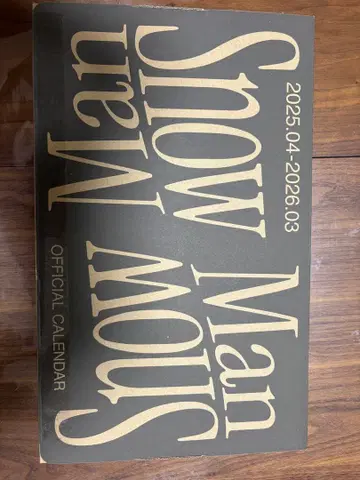 2025.04-2026.03
Snow Man
Man Snow
OFFICIAL CALENDAR